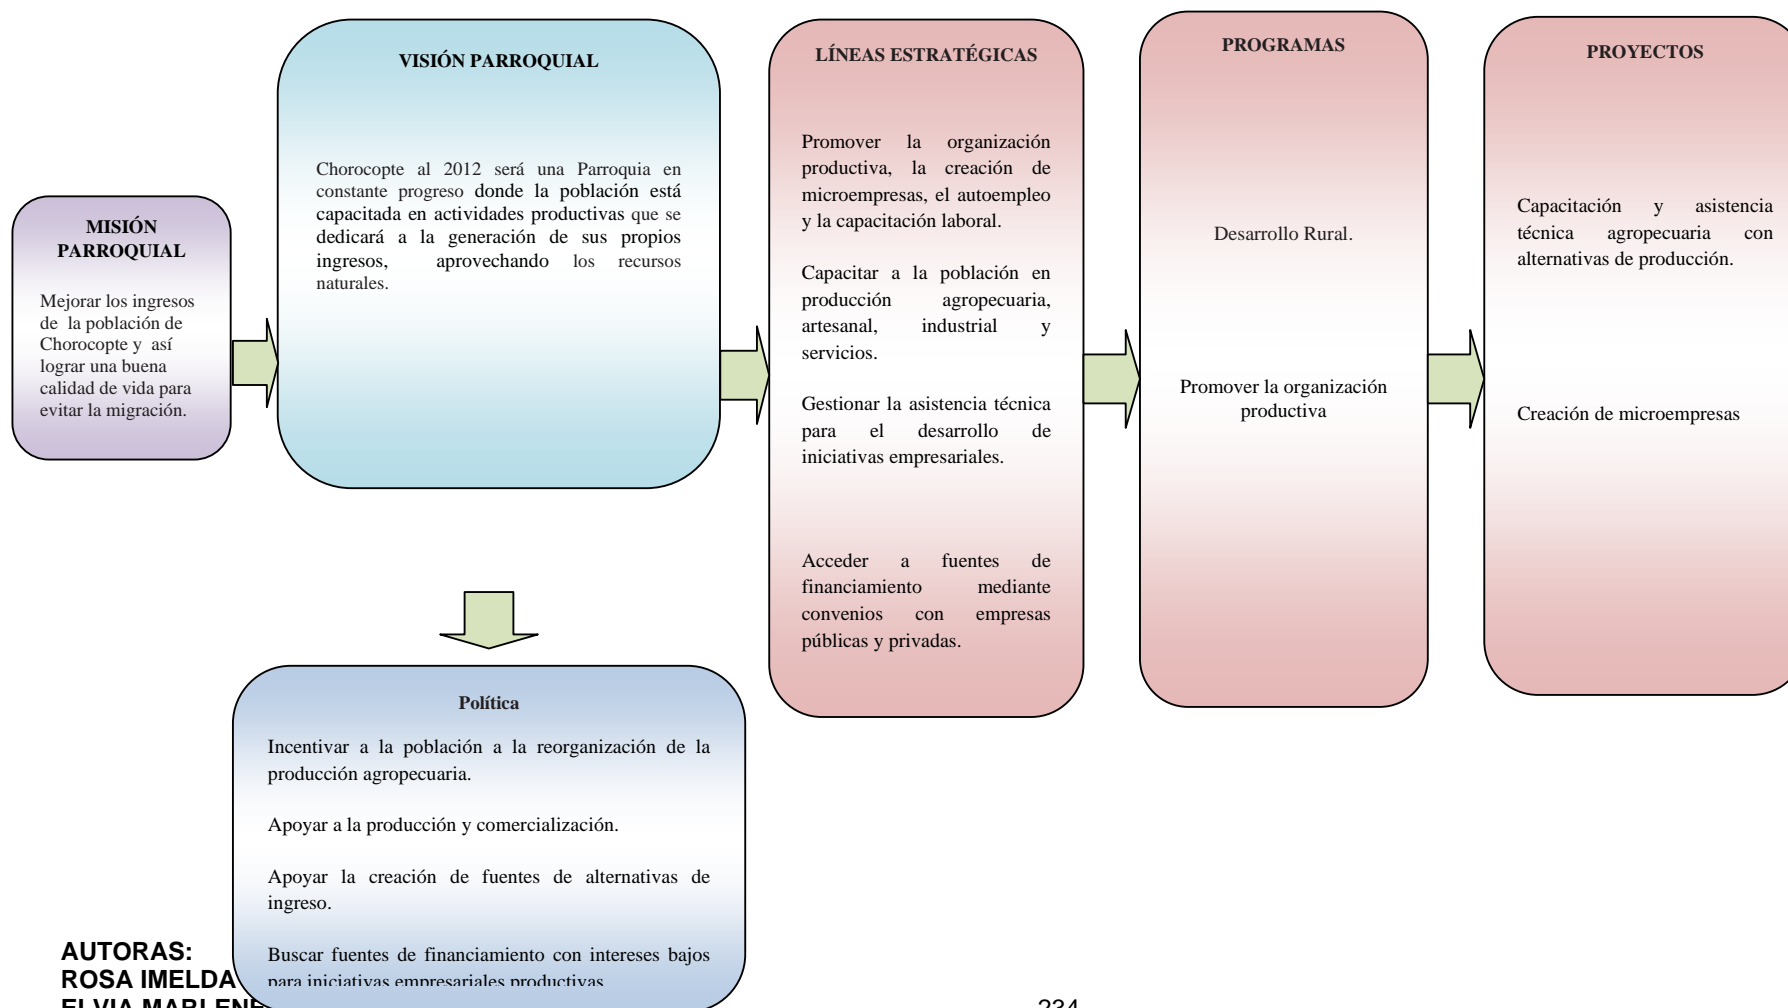 MISIÓN
PARROQUIAL
Mejorar los ingresos
de la población de
Chorocopte y así
lograr una buena
calidad de vida para
evitar la migración.
VISIÓN PARROQUIAL
Chorocopte al 2012 será una Parroquia en
constante progreso donde la población está
capacitada en actividades productivas que se
dedicará a la generación de sus propios
ingresos, aprovechando los recursos
naturales.
LÍNEAS ESTRATÉGICAS
Promover la organización
productiva, la creación de
microempresas, el autoempleo
y la capacitación laboral.
Capacitar a la población en
producción agropecuaria,
artesanal, industrial y
servicios.
Gestionar la asistencia técnica
para el desarrollo de
iniciativas empresariales.
Acceder a fuentes de
financiamiento mediante
convenios con empresas
públicas y privadas.
PROGRAMAS
Desarrollo Rural.
Promover la organización
productiva
PROYECTOS
Capacitación y asistencia
técnica agropecuaria con
alternativas de producción.
Creación de microempresas
Política
Incentivar a la población a la reorganización de la
producción agropecuaria.
Apoyar a la producción y comercialización.
Apoyar la creación de fuentes de alternativas de
ingreso.
Buscar fuentes de financiamiento con intereses bajos
para iniciativas empresariales productivas
AUTORAS:
ROSA IMELDA
ELVIA MARLENE
234